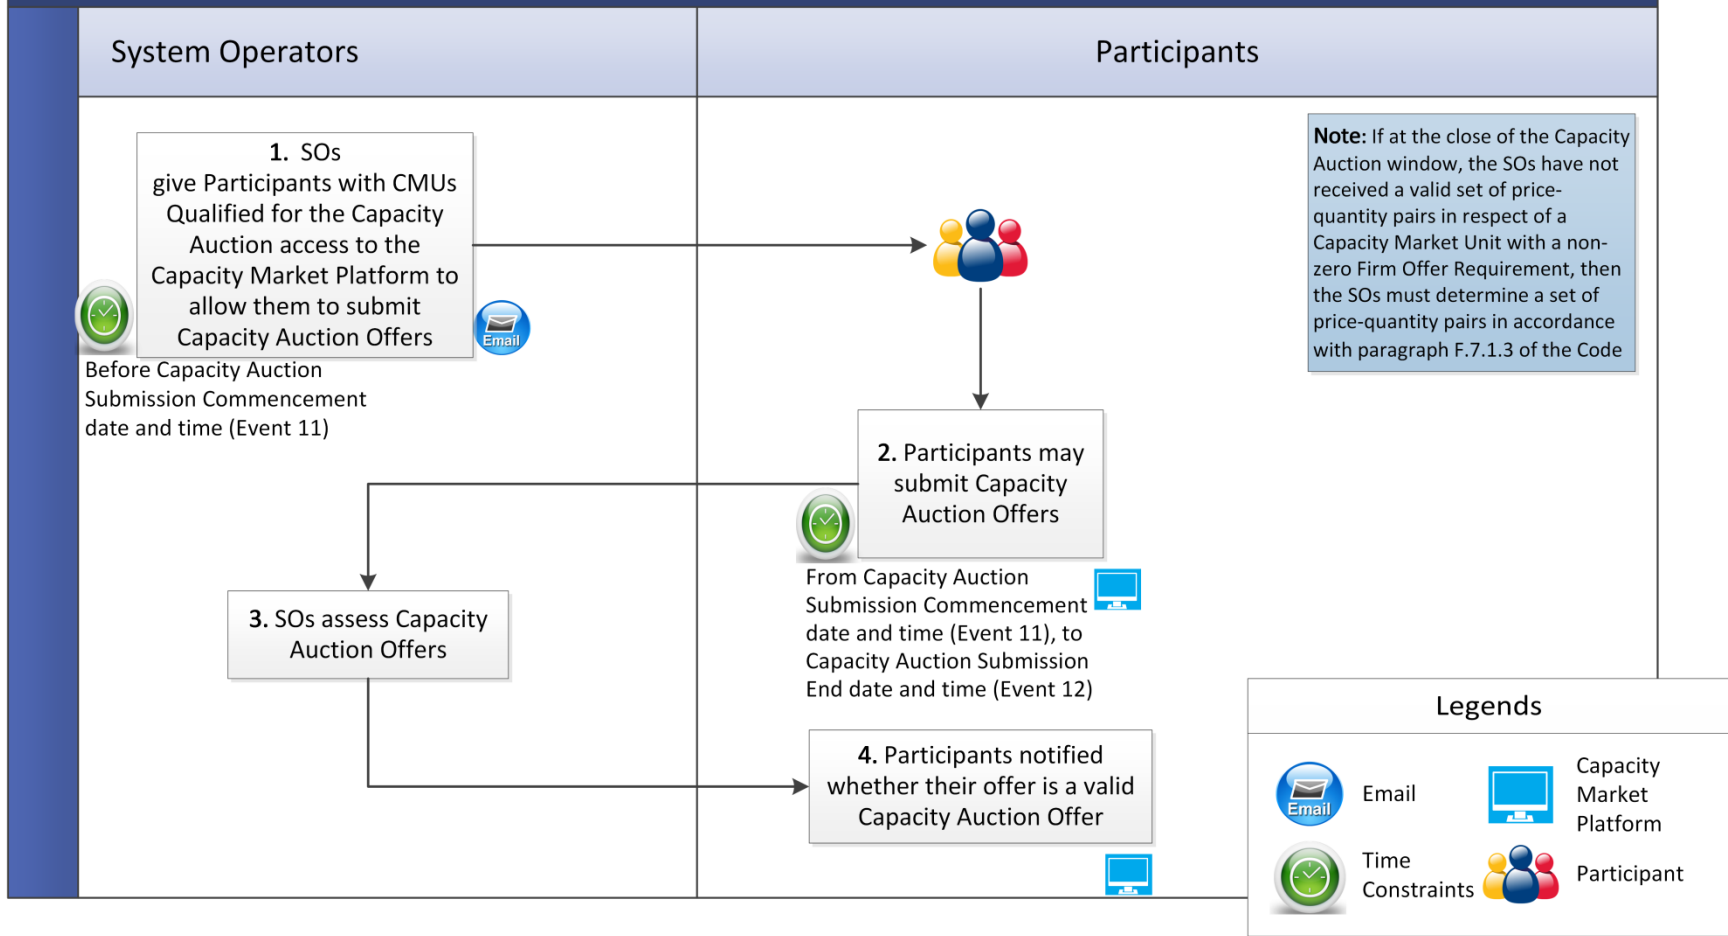 System Operators
Participants
1. SOs
give Participants with CMUs
Qualified for the Capacity
Auction access to the
Capacity Market Platform to
allow them to submit
Capacity Auction Offers
Email
Before Capacity Auction
Submission Commencement
date and time (Event 11)
Note: If at the close of the Capacity
Auction window, the SOs have not
received a valid set of price-
quantity pairs in respect of a
Capacity Market Unit with a non-
zero Firm Offer Requirement, then
the SOs must determine a set of
price-quantity pairs in accordance
with paragraph F.7.1.3 of the Code
2. Participants may
submit Capacity
Auction Offers
From Capacity Auction
Submission Commencement
date and time (Event 11), to
Capacity Auction Submission
End date and time (Event 12)
3. SOs assess Capacity
Auction Offers
4. Participants notified
whether their offer is a valid
Capacity Auction Offer
Legends
Email
Email
Capacity
Market
Platform
Time
Constraints
Participant